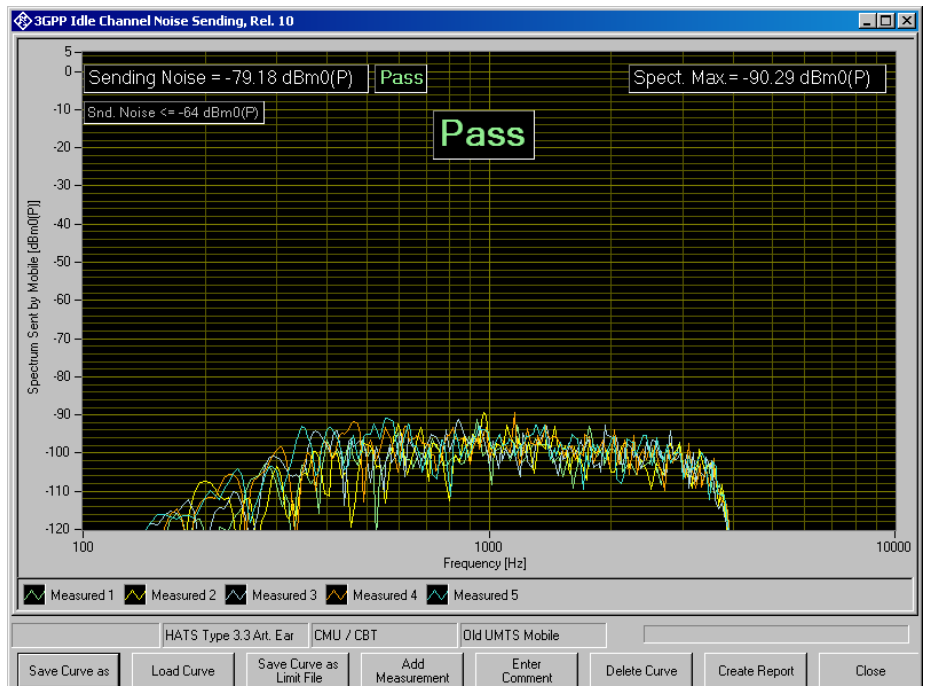 3GPP Idle Channel Noise Sending, Rel. 10
5
0
-10
-20
-30
-40
-50
-60
-70
-80
-90
-100
-110
-120
Spectrum Sent by Mobile [dBm0(P)]
Sending Noise = -79.18 dBm0(P)
Pass
Spect. Max.= -90.29 dBm0(P)
Snd. Noise <= -64 dBm0(P)
Pass
100
1000
10000
Frequency [Hz]
Measured 1
Measured 2
Measured 3
Measured 4
Measured 5
HATS Type 3.3 Art. Ear
CMU / CBT
Old UMTS Mobile
Save Curve as
Load Curve
Save Curve as
Limit File
Add
Measurement
Enter
Comment
Delete Curve
Create Report
Close